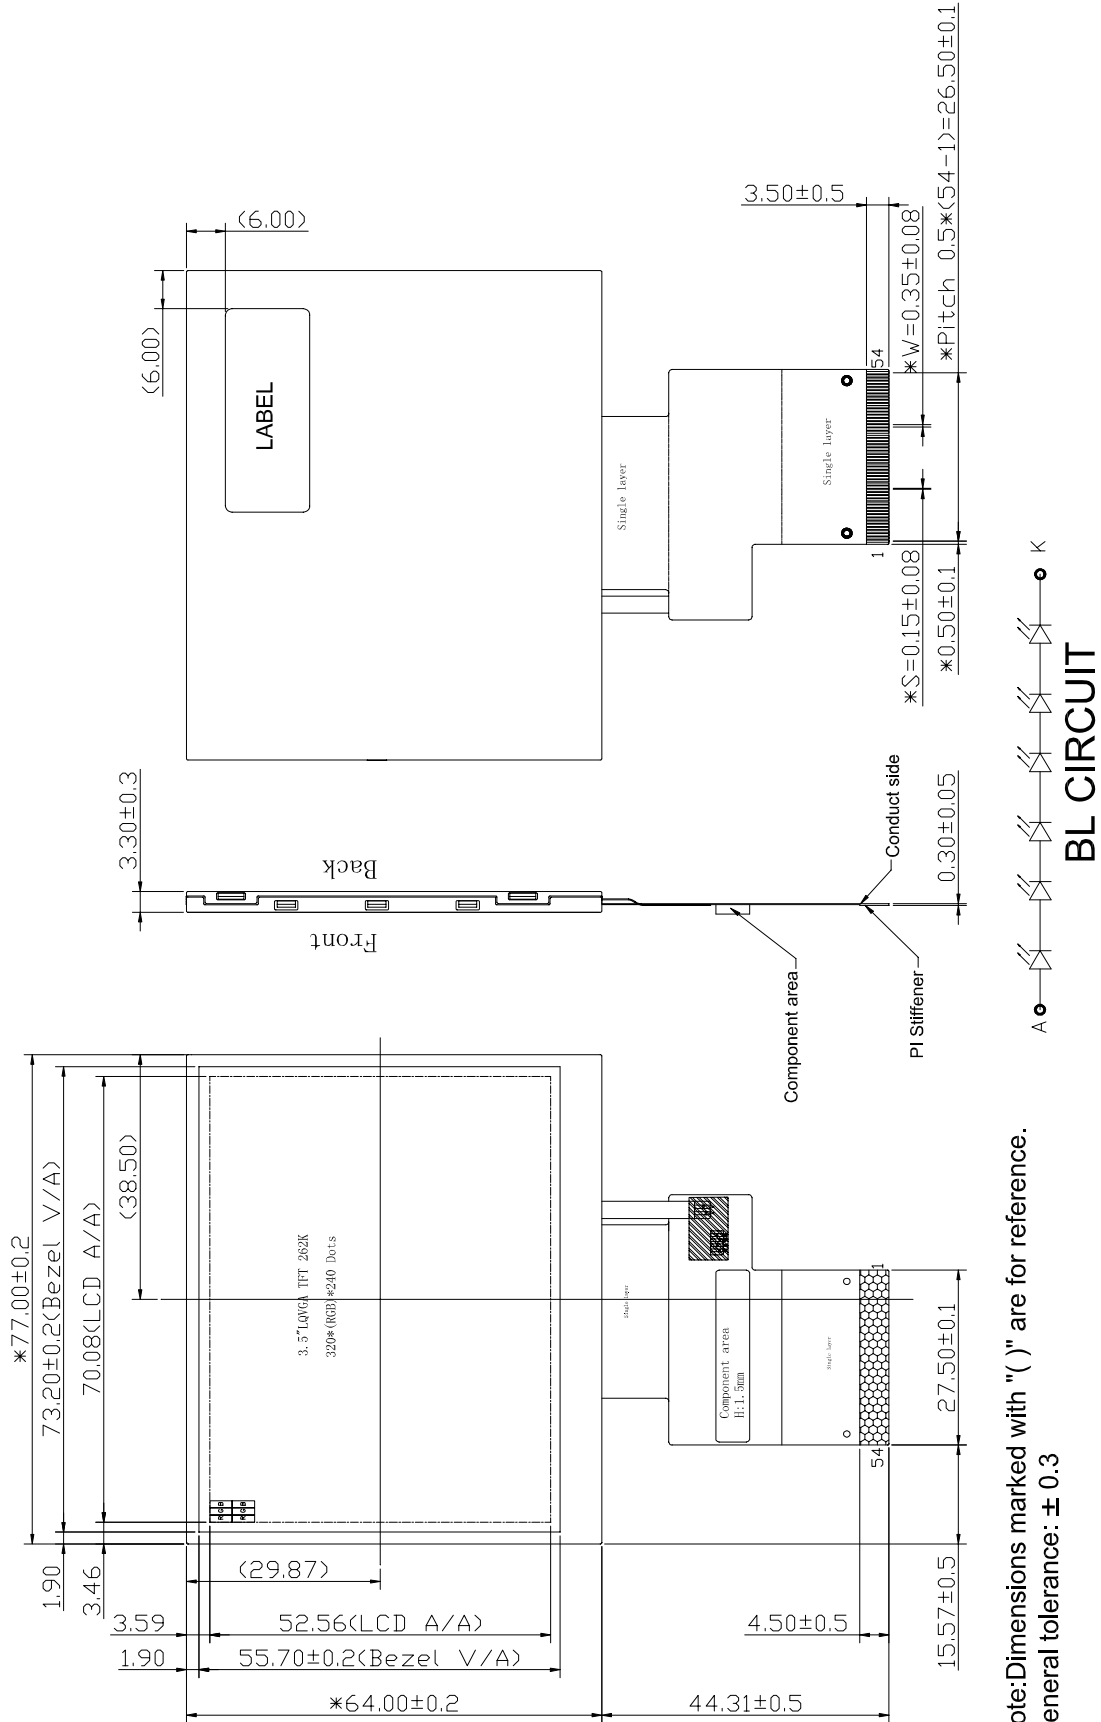 *77.00±0.2
73.20±0.2(Bezel V/A)
70.08(LCD A/A)
(38.50)
1.90
3.46
3.59
1.90
(29.87)
52.56(LCD A/A)
55.70±0.2(Bezel V/A)
*64.00±0.2
44.31±0.5
4.50±0.5
15.57±0.5
27.50±0.1
3.5"LQVGA TFT 262K
320*(RGB)*240 Dots
R G B
R G B
Single layer
Component area
H:1.5mm
Single layer
54
1
3.30±0.3
Front
Back
Component area
PI Stiffener
Conduct side
0.30±0.05
(6.00)
(6.00)
LABEL
Single layer
Single layer
1
54
3.50±0.5
*S=0.15±0.08
*W=0.35±0.08
*0.50±0.1
*Pitch 0.5*(54-1)=26.50±0.1
A
K
BL CIRCUIT
ote:Dimensions marked with "( )" are for reference.
eneral tolerance: ± 0.3